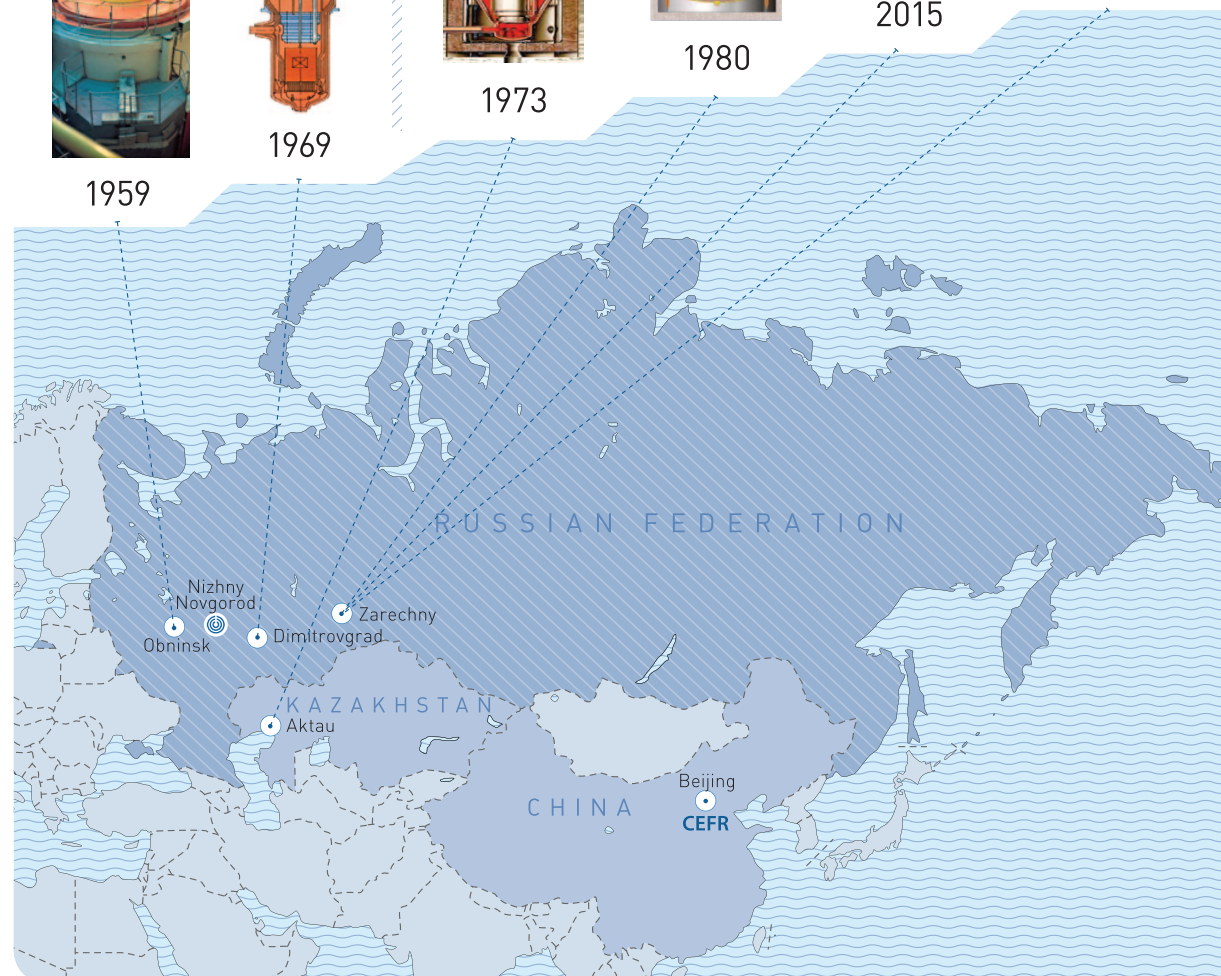 2015
1980
1973
1969
1959
RUSSIAN FEDERATION
Nizhny
Novgorod
Zarechny
Obninsk
Dimitrovgrad
KAZAKHSTAN
Aktau
Beijing
CHINA
CEFR